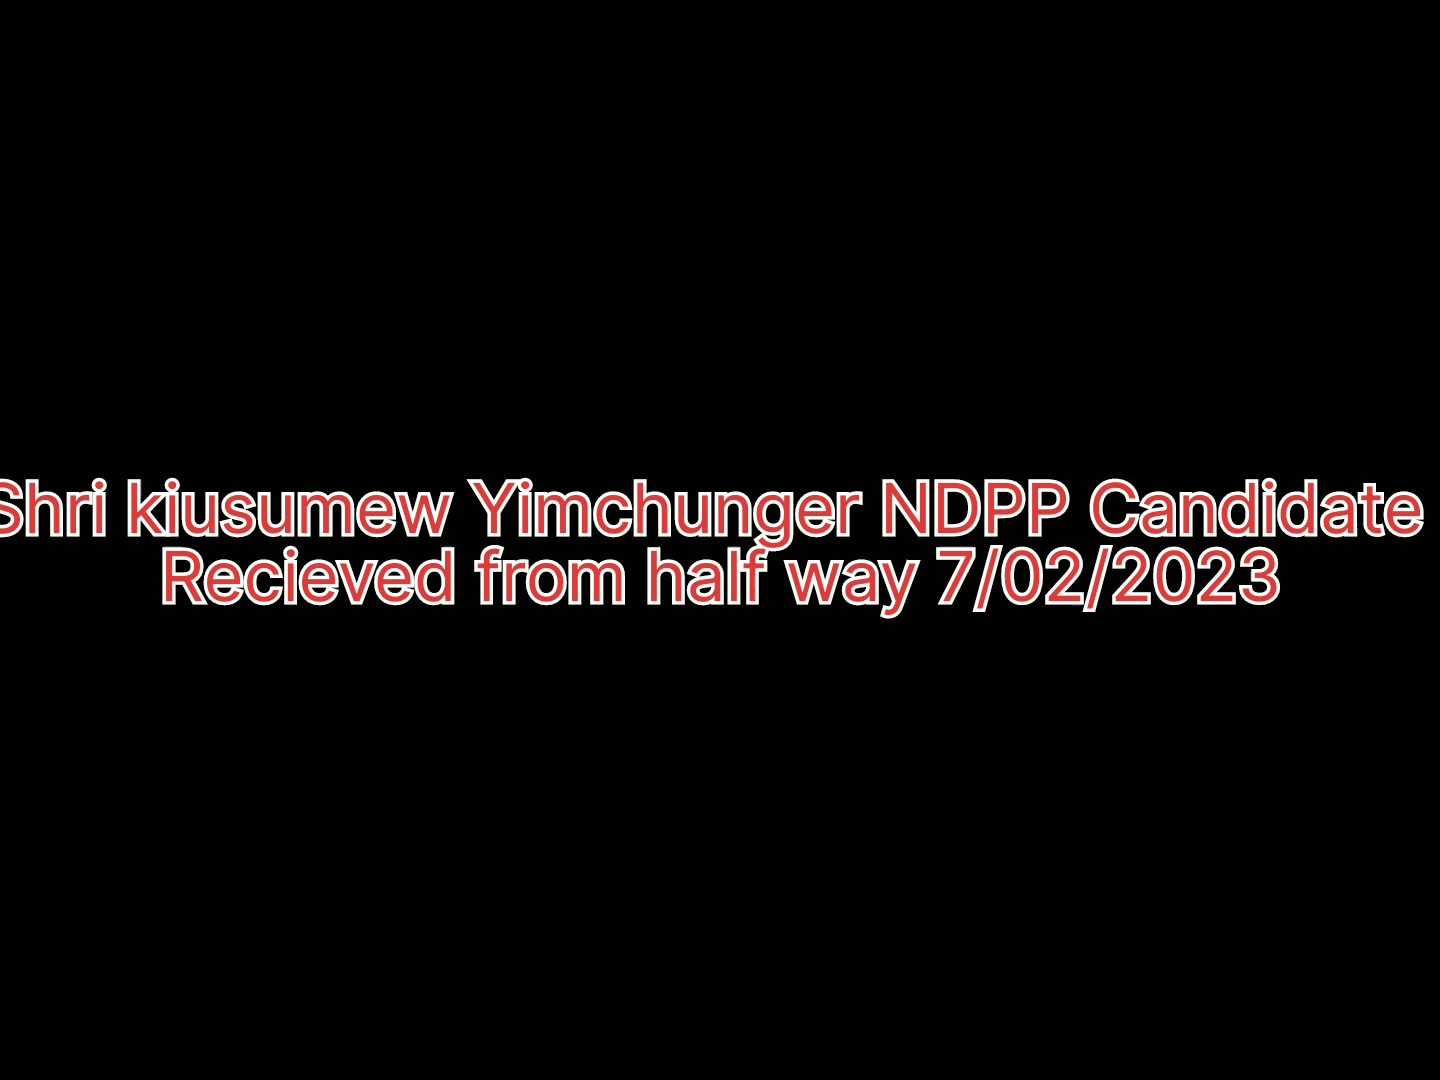 Shri kiusumew Yimchunger NDPP Candidate
Recieved from half way 7/02/2023